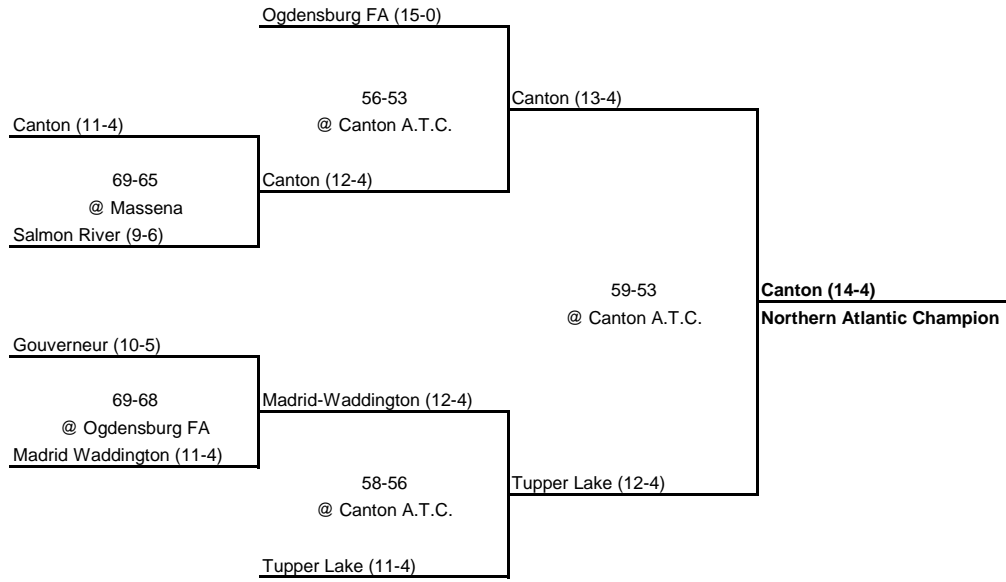 Ogdensburg FA (15-0)
56-53
@ Canton A.T.C.
Canton (13-4)
Canton (11-4)
69-65
@ Massena
Canton (12-4)
Salmon River (9-6)
59-53
@ Canton A.T.C.
Canton (14-4)
Northern Atlantic Champion
Gouverneur (10-5)
69-68
@ Ogdensburg FA
Madrid-Waddington (12-4)
Madrid Waddington (11-4)
58-56
@ Canton A.T.C.
Tupper Lake (12-4)
Tupper Lake (11-4)